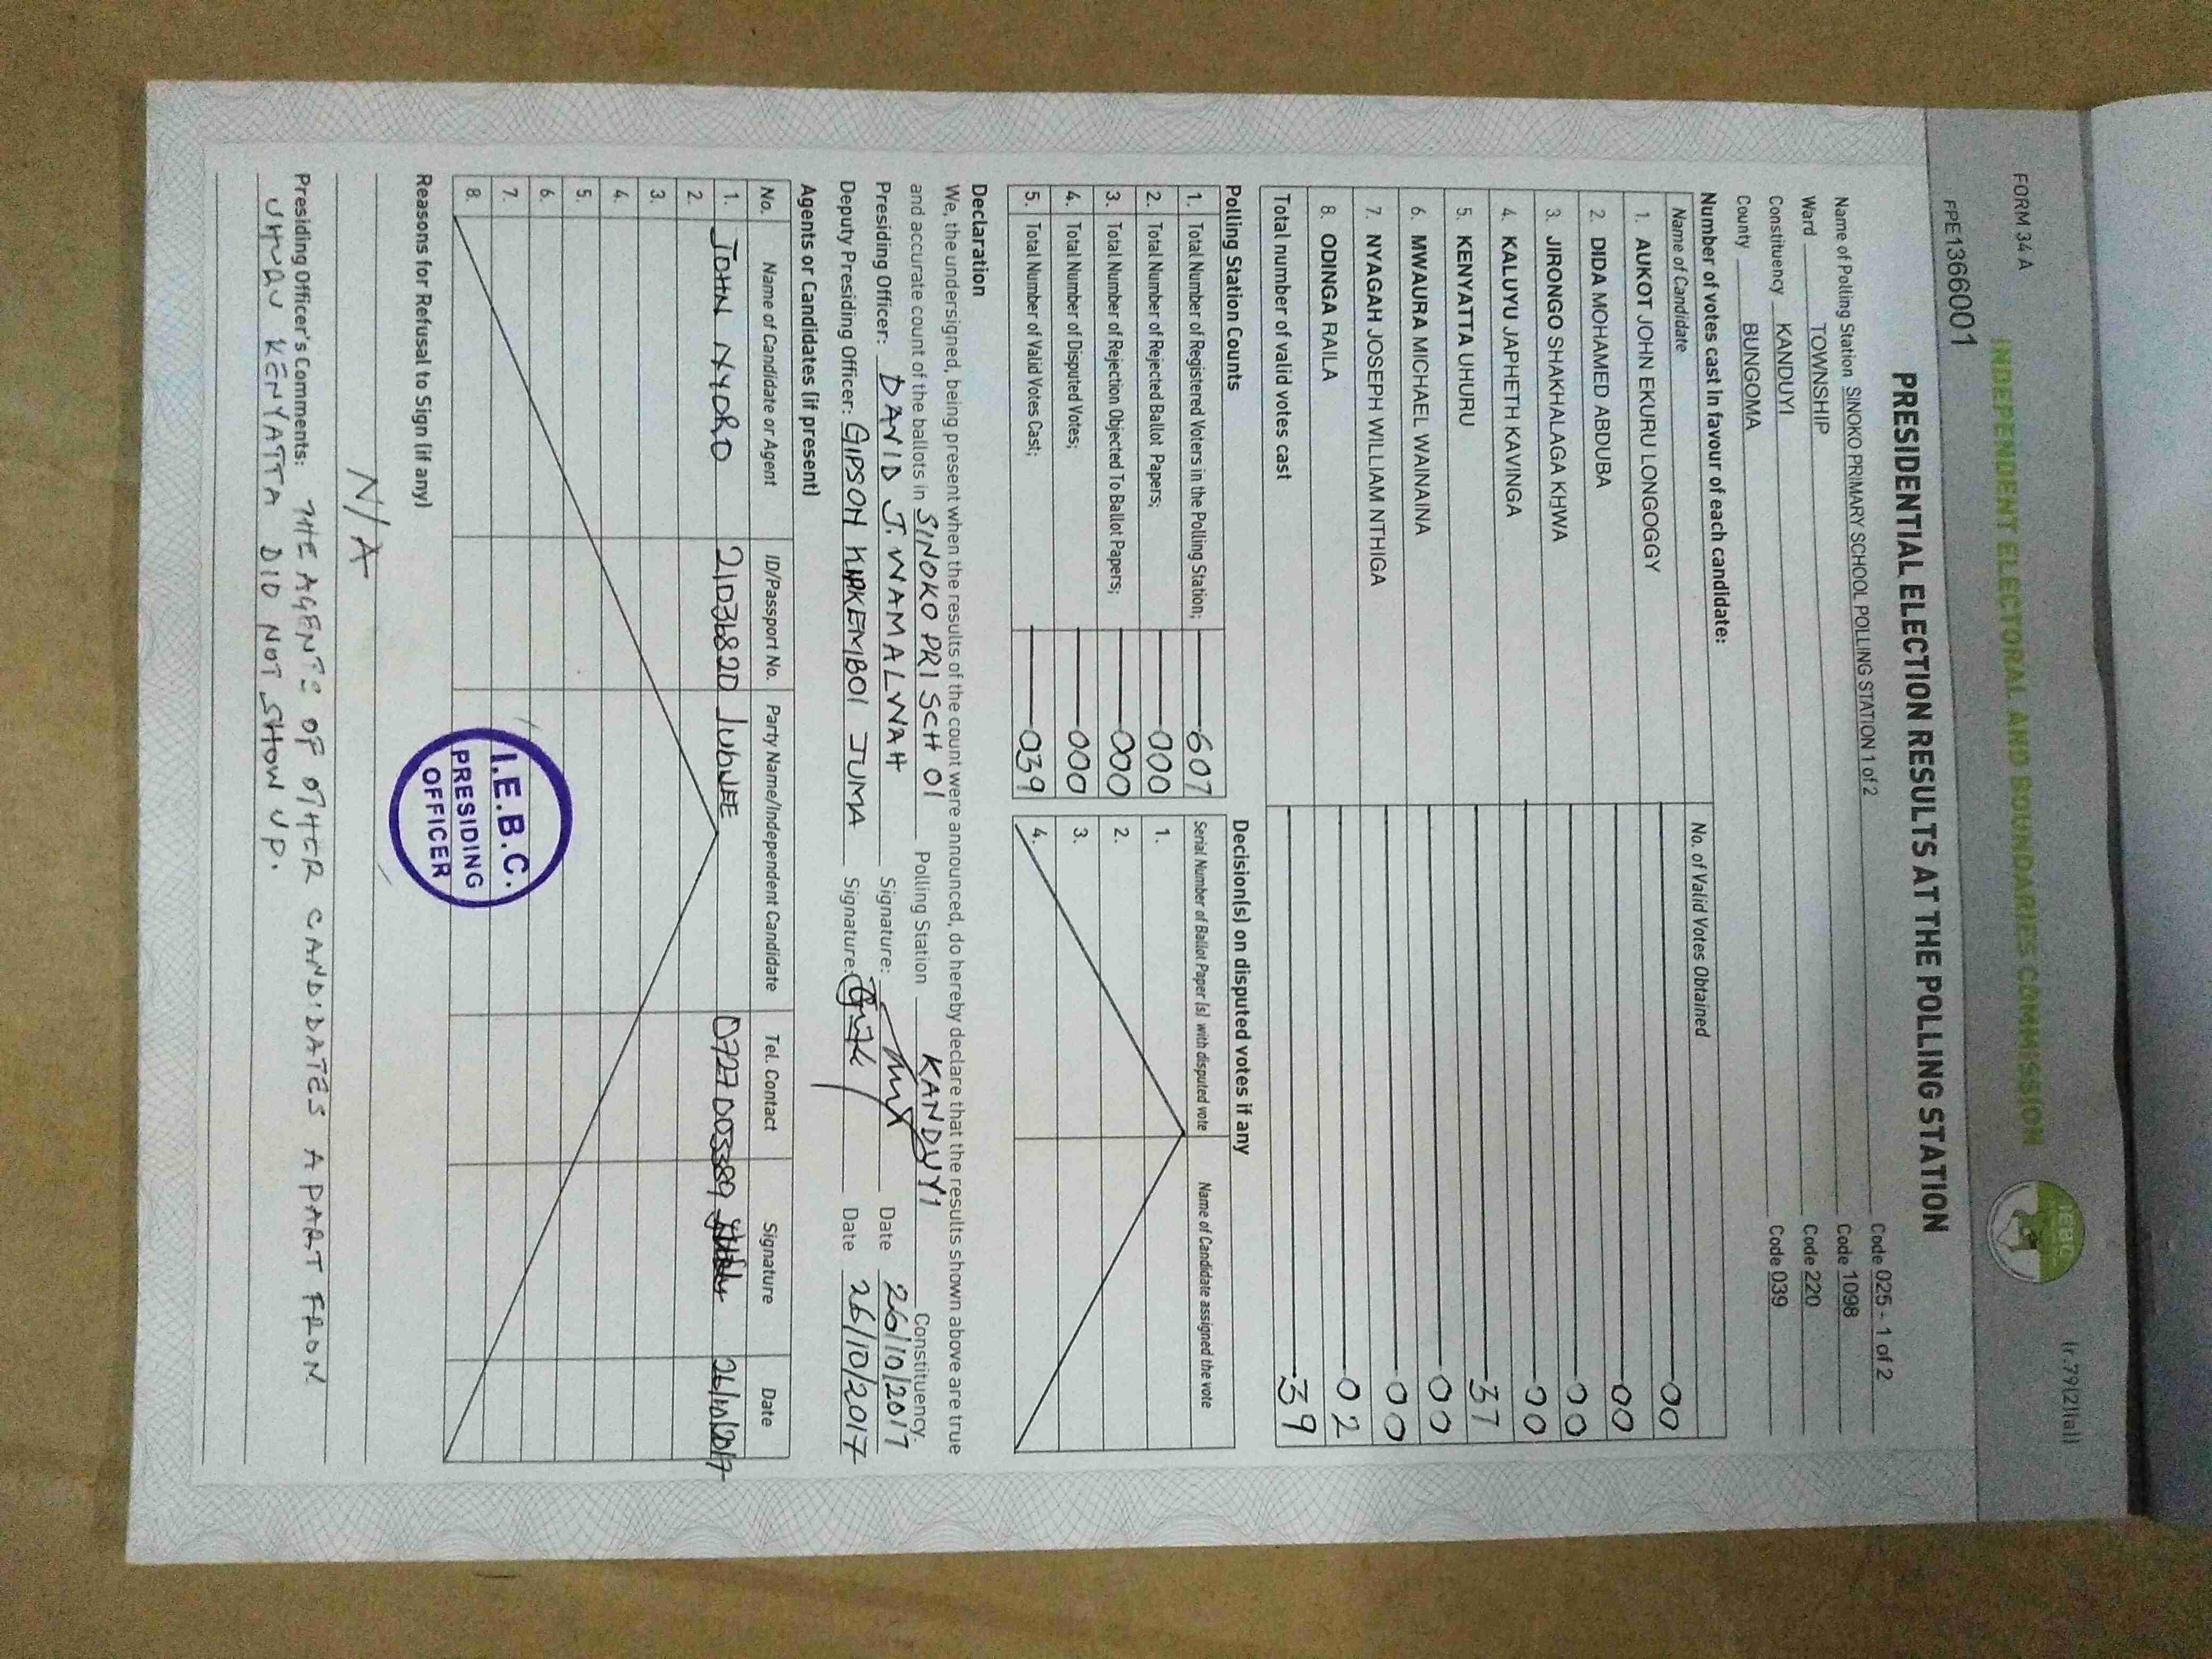 FORM 34 A
(r.79(2)(a))
INDEPENDENT ELECTORAL AND BOUNDARIES COMMISSION
iebc
FPE1366001
PRESIDENTIAL ELECTION RESULTS AT THE POLLING STATION
Name of Polling Station SINOKO PRIMARY SCHOOL POLLING STATION 1 of 2 Code 025 - 1 of 2
Ward TOWNSHIP Code 1098
Constituency KANDUYI Code 220
County BUNGOMA Code 039
Number of votes cast in favour of each candidate:
Name of Candidate No. of Valid Votes Obtained
1. AUKOT JOHN EKURU LONGOGGY 00
2. DIDA MOHAMED ABDUBA 00
3. JIRONGO SHAKHALAGA KHWA 00
4. KALUYU JAPHETH KAVINGA 00
5. KENYATTA UHURU 37
6. MWAURA MICHAEL WAINAINA 00
7. NYAGAH JOSEPH WILLIAM NTHIGA 00
8. ODINGA RAILA 02
Total number of valid votes cast 39
Polling Station Counts
1. Total Number of Registered Voters in the Polling Station; 607
2. Total Number of Rejected Ballot Papers; 000
3. Total Number of Rejection Objected To Ballot Papers; 000
4. Total Number of Disputed Votes; 000
5. Total Number of Valid Votes Cast; 039
Decision(s) on disputed votes if any
Serial Number of Ballot Paper (s) with disputed vote Name of Candidate assigned the vote
1.
2.
3.
4.
Declaration
We, the undersigned, being present when the results of the count were announced, do hereby declare that the results shown above are true
and accurate count of the ballots in SINOKO PRI SCH 01 Polling Station KANDUYI Constituency.
Presiding Officer: DAVID J. WAMALWAH Signature: Date 26/10/2017
Deputy Presiding Officer: GIPSOH KIPKEMBOI JUMA Signature: Date 26/10/2017
Agents or Candidates (if present)
No. Name of Candidate or Agent ID/Passport No. Party Name/Independent Candidate Tel. Contact Signature Date
1. JOHN NYORO 21036820 JUBILEE 0727003389 26/10/2017
2.
3.
4.
5.
6.
7.
8.
I.E.B.C.
PRESIDING
OFFICER
Reasons for Refusal to Sign (if any)
N/A
Presiding Officer's Comments: THE AGENTS OF OTHER CANDIDATES APART FRON
UHURU KENYATTA DID NOT SHOW UP.